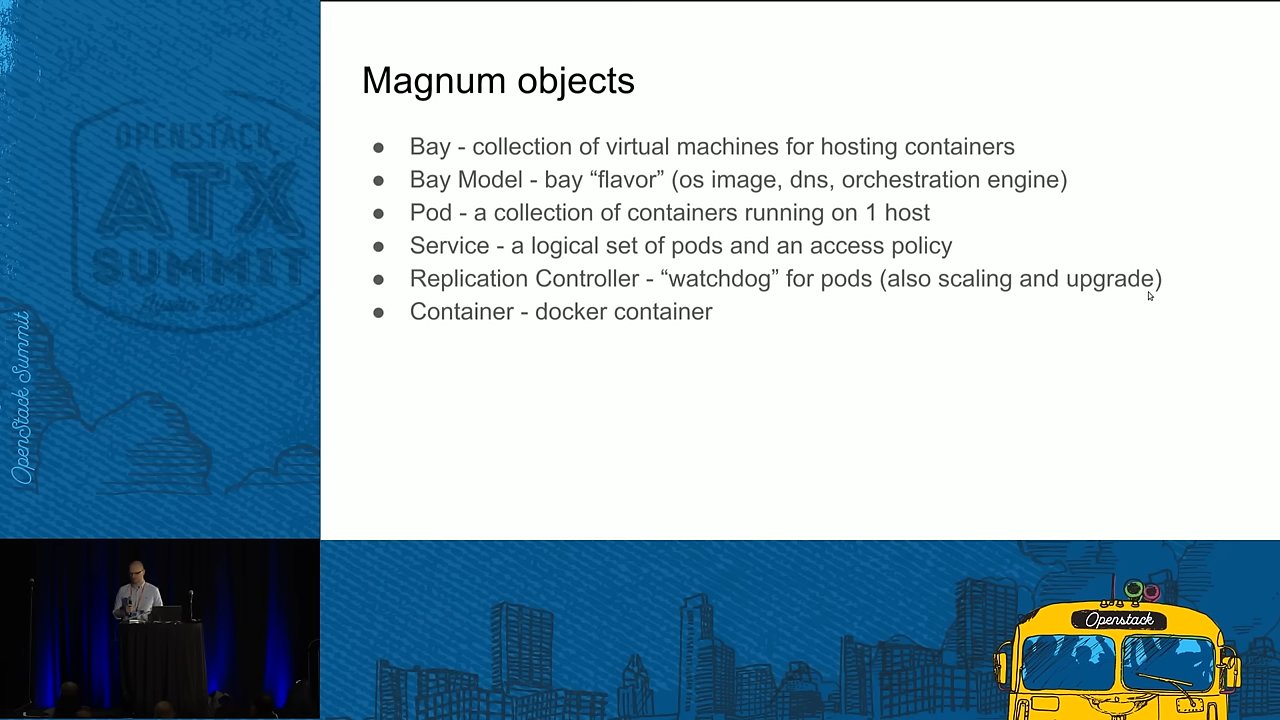 OPENSTACK
ATX
SUMMIT
OpenStack Summit
Magnum objects
● Bay - collection of virtual machines for hosting containers
● Bay Model - bay “flavor” (os image, dns, orchestration engine)
● Pod - a collection of containers running on 1 host
● Service - a logical set of pods and an access policy
● Replication Controller - “watchdog” for pods (also scaling and upgrade)
● Container - docker container
Openstack